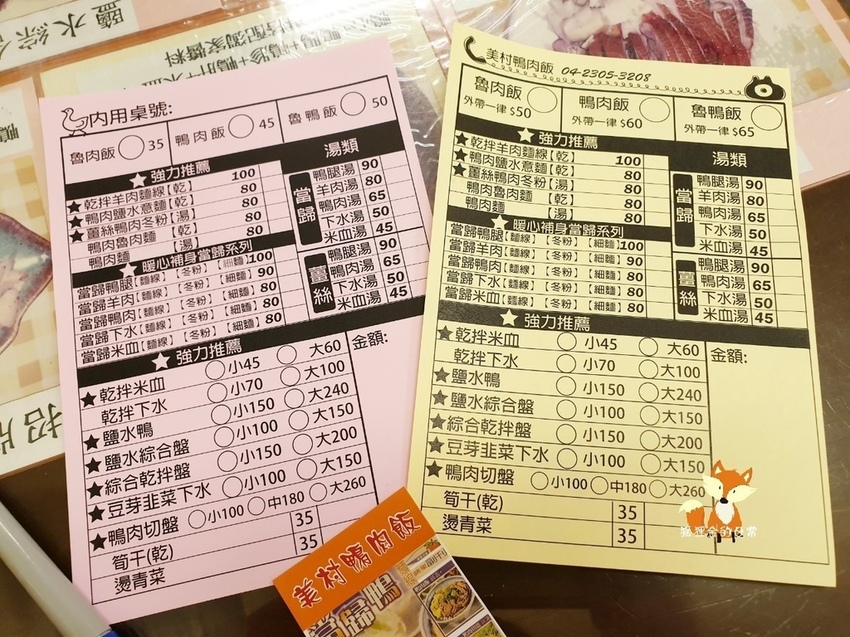 鹽水綜合
內用桌號:
魯肉飯 35 鴨肉飯 45 魯鴨飯 50
強力推薦
★乾拌羊肉麵線【乾】 100
★鴨肉鹽水意麵【乾】 80
★薑絲鴨肉冬粉【湯】 80
鴨肉魯肉麵 【乾】 80
鴨肉麵 【湯】 80
湯類
當歸
鴨腿湯 90
羊肉湯 80
鴨肉湯 65
下水湯 50
米血湯 45
★暖心補身當歸系列
當歸鴨腿【麵線】【冬粉】【細麵】100
當歸羊肉【麵線】【冬粉】【細麵】 90
當歸鴨肉【麵線】【冬粉】【細麵】 80
當歸下水【麵線】【冬粉】【細麵】 80
當歸米血【麵線】【冬粉】【細麵】 80
薑絲
鴨腿湯 90
鴨肉湯 65
下水湯 50
米血湯 45
★ 強力推薦
金額:
★乾拌米血 小45 大60
乾拌下水 小70 大100
★鹽水鴨 小150 大240
★鹽水綜合盤 小100 大150
★綜合乾拌盤 小150 大200
★豆芽韭菜下水 小100 大150
★鴨肉切盤 小100 中180 大260
筍干(乾) 35
燙青菜 35
美村鴨肉飯 04-2305-3208
魯肉飯 外帶一律 $50
鴨肉飯 外帶一律 $60
魯鴨飯 外帶一律 $65
★強力推薦
★乾拌羊肉麵線【乾】 100
★鴨肉鹽水意麵【乾】 80
★薑絲鴨肉冬粉【湯】 80
鴨肉魯肉麵 【乾】 80
鴨肉麵 【湯】 80
湯類
當歸
鴨腿湯 90
羊肉湯 80
鴨肉湯 65
下水湯 50
米血湯 45
★暖心補身當歸系列
當歸鴨腿【麵線】【冬粉】【細麵】100
當歸羊肉【麵線】【冬粉】【細麵】 90
當歸鴨肉【麵線】【冬粉】【細麵】 80
當歸下水【麵線】【冬粉】【細麵】 80
當歸米血【麵線】【冬粉】【細麵】 80
薑絲
鴨腿湯 90
鴨肉湯 65
下水湯 50
米血湯 45
★ 強力推薦
金額:
★乾拌米血 小45 大60
乾拌下水 小70 大100
★鹽水鴨 小150 大240
★鹽水綜合盤 小100 大150
★綜合乾拌盤 小150 大200
★豆芽韭菜下水 小100 大150
★鴨肉切盤 小100 中180 大260
筍干(乾) 35
燙青菜 35
美村鴨肉飯
當歸鴨
招牌